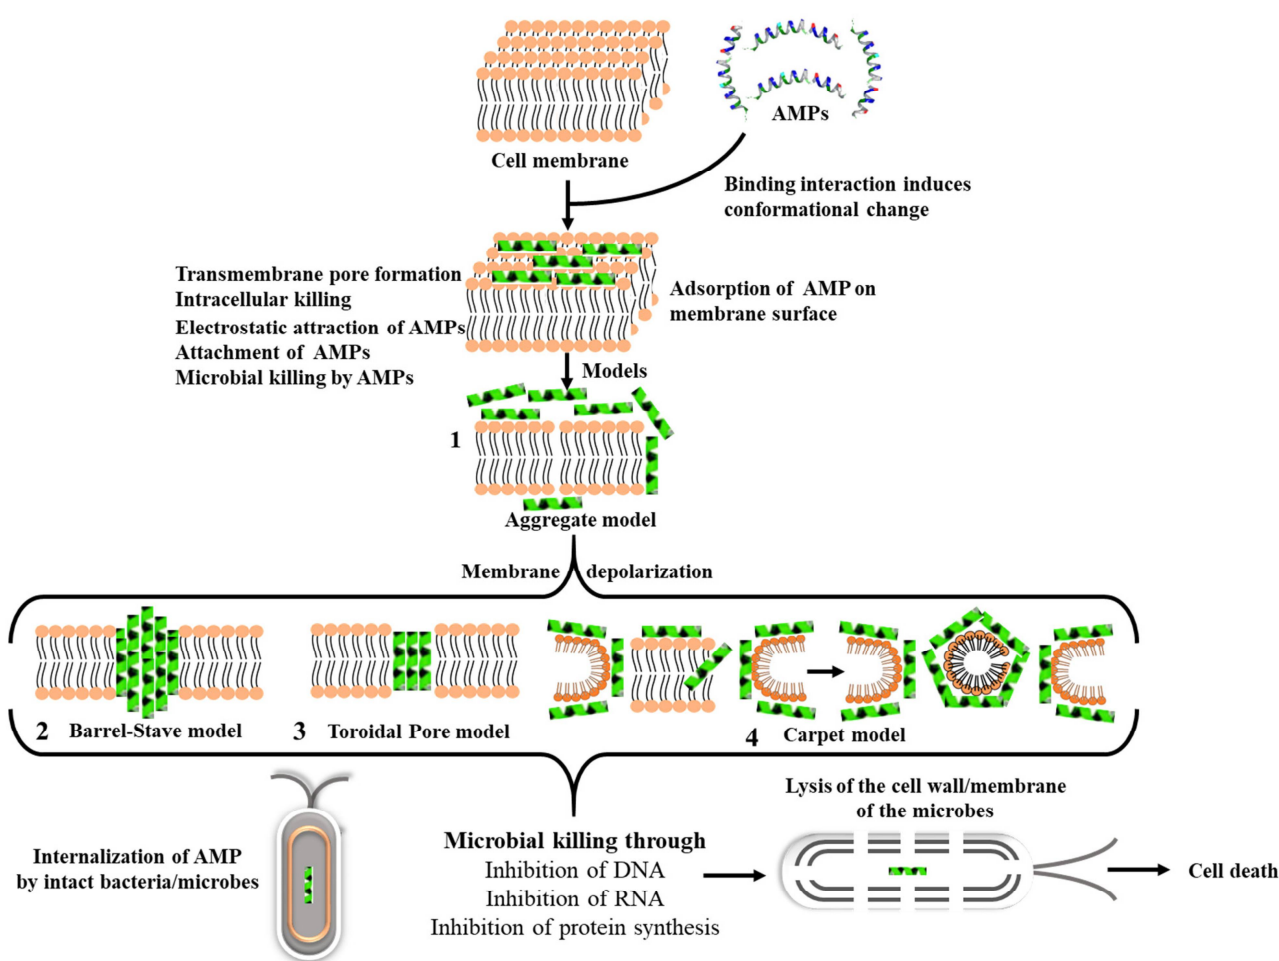 AMPs
Cell membrane
Binding interaction induces
conformational change
Transmembrane pore formation
Intracellular killing
Electrostatic attraction of AMPs
Attachment of AMPs
Microbial killing by AMPs
Adsorption of AMP on
membrane surface
Models
1
Aggregate model
Membrane depolarization
2 Barrel-Stave model
3 Toroidal Pore model
4 Carpet model
Internalization of AMP
by intact bacteria/microbes
Microbial killing through
Inhibition of DNA
Inhibition of RNA
Inhibition of protein synthesis
Lysis of the cell wall/membrane
of the microbes
Cell death